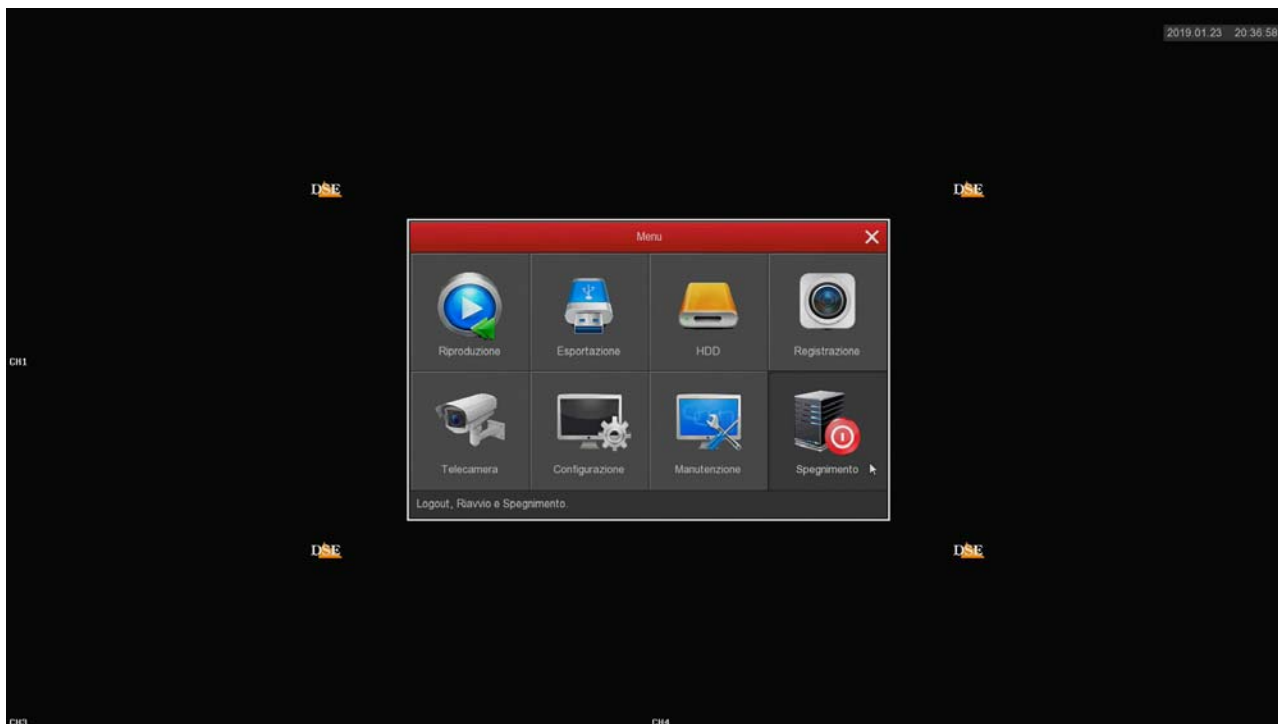 2019.01.23 20:36:58
DSE
DSE
Menu
Riproduzione
Esportazione
HDD
Registrazione
CH1
Telecamera
Configurazione
Manutenzione
Spegnimento
Logout, Riavvio e Spegnimento.
DSE
DSE
CH3
CH4